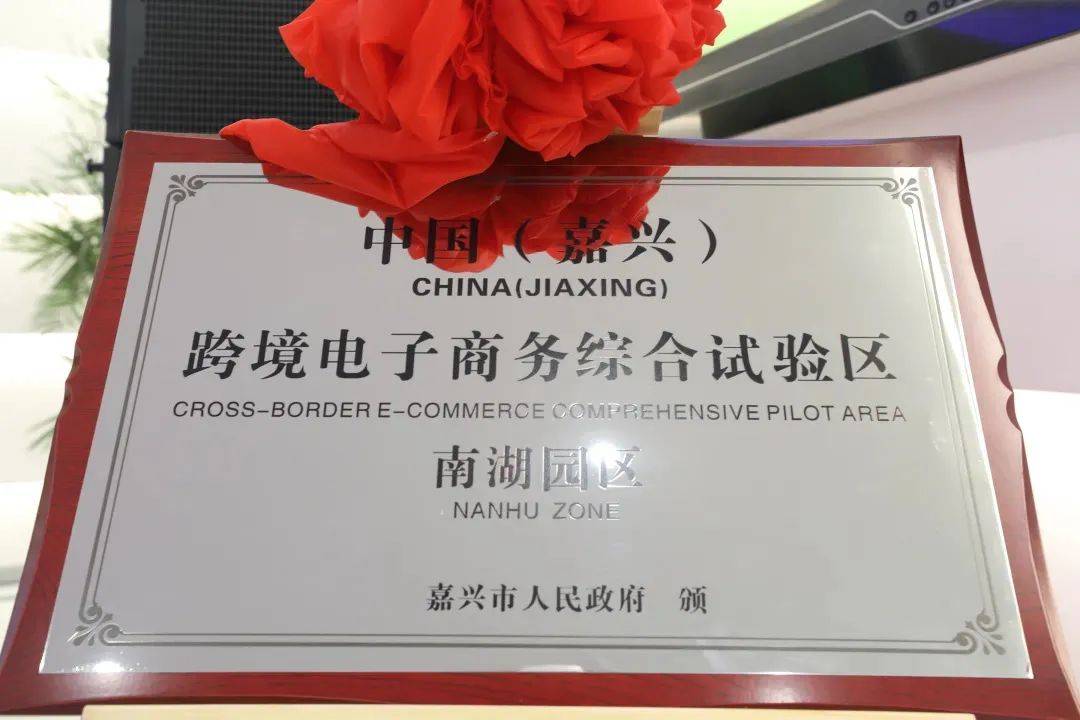 中国（嘉兴）
CHINA(JIAXING)
跨境电子商务综合试验区
CROSS-BORDER E-COMMERCE COMPREHENSIVE PILOT AREA
南湖园区
NANHU ZONE
嘉兴市人民政府 颁